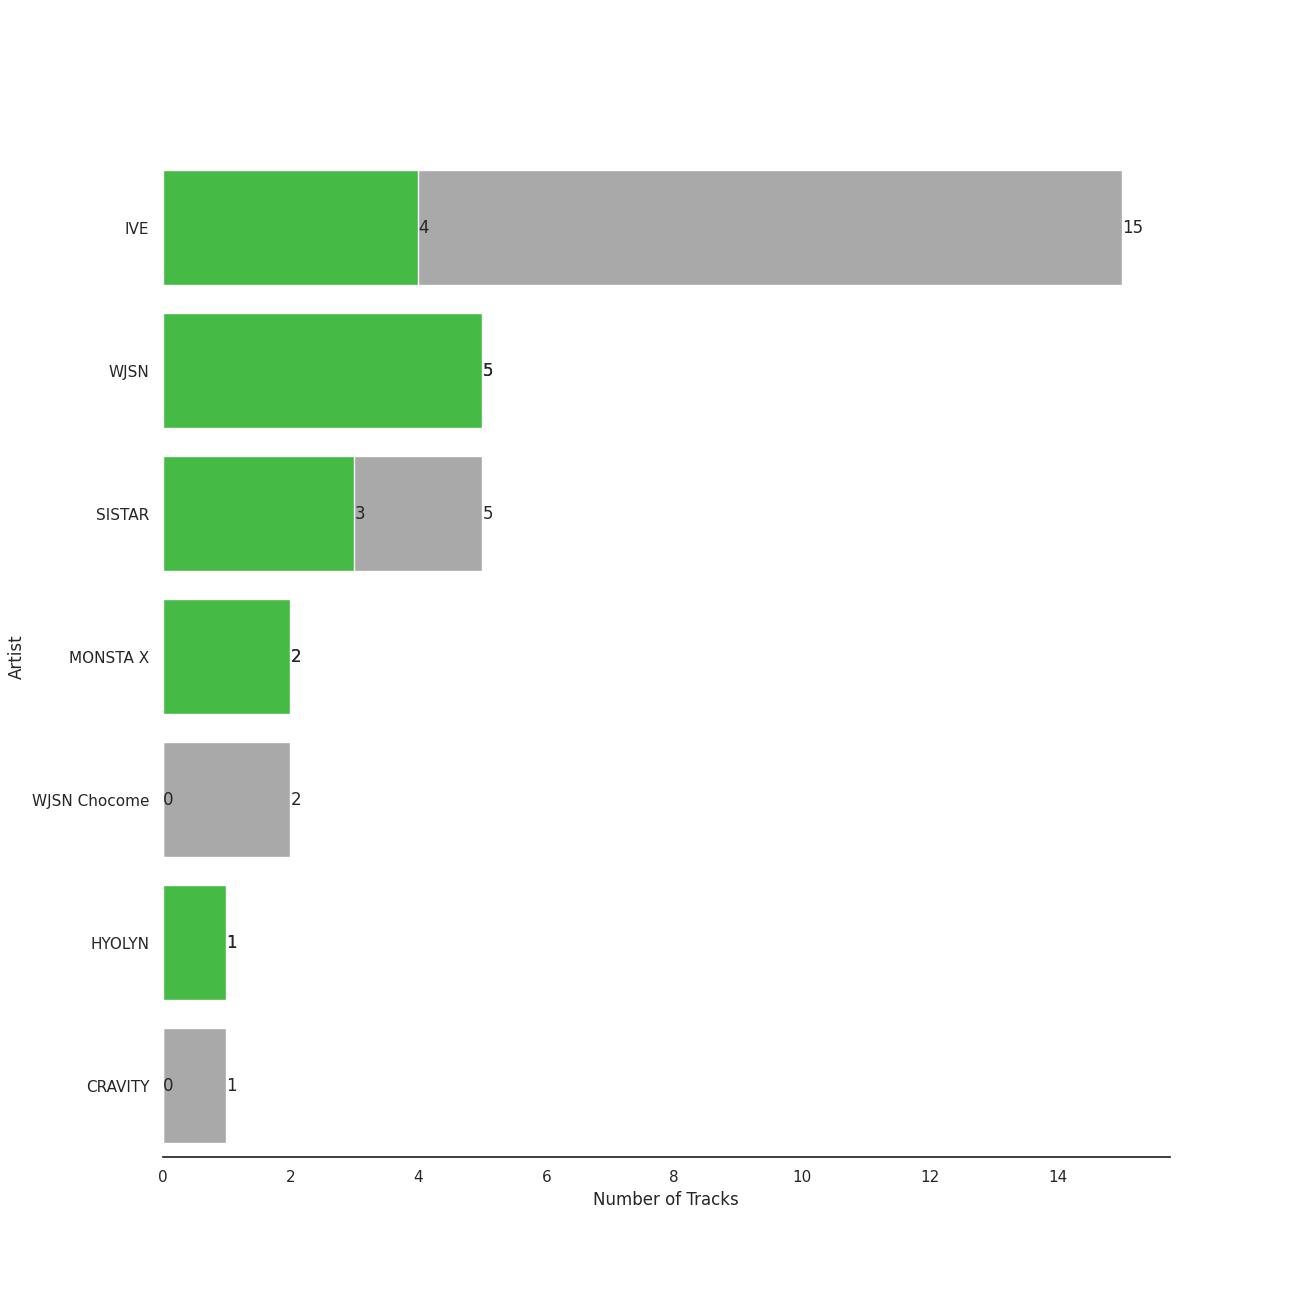 IVE 4 15
WJSN 5
SISTAR 3 5
MONSTA X 2
WJSN Chocome 0 2
HYOLYN 1
CRAVITY 0 1
Artist
0 2 4 6 8 10 12 14
Number of Tracks